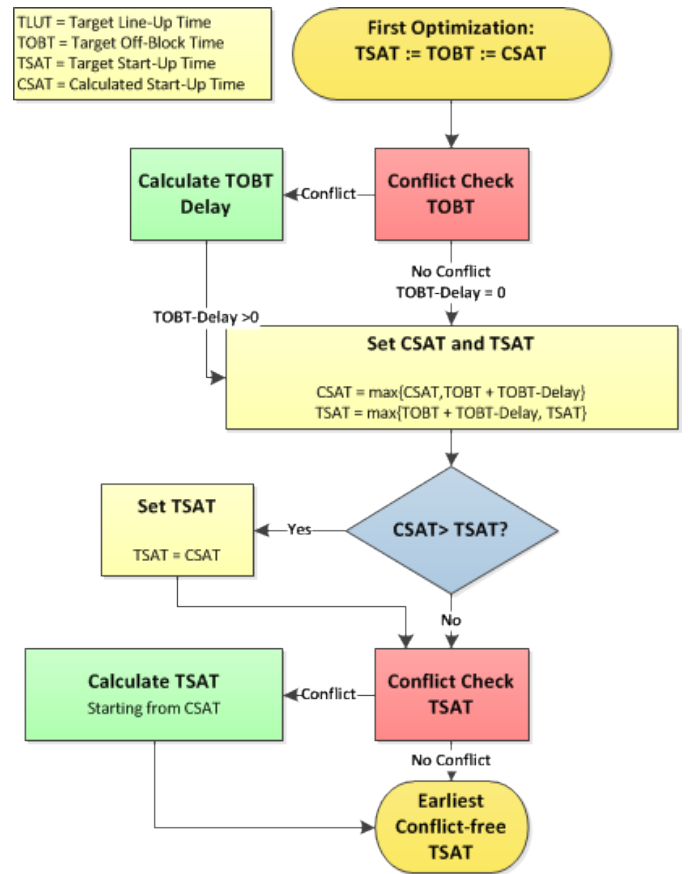 TLUT = Target Line-Up Time
TOBT = Target Off-Block Time
TSAT = Target Start-Up Time
CSAT = Calculated Start-Up Time
First Optimization:
TSAT := TOBT := CSAT
Calculate TOBT
Delay
Conflict
Conflict Check
TOBT
No Conflict
TOBT-Delay = 0
TOBT-Delay >0
Set CSAT and TSAT
CSAT = max{CSAT,TOBT + TOBT-Delay}
TSAT = max{TOBT + TOBT-Delay, TSAT}
Set TSAT
TSAT = CSAT
Yes
CSAT> TSAT?
No
Calculate TSAT
Starting from CSAT
Conflict
Conflict Check
TSAT
No Conflict
Earliest
Conflict-free
TSAT